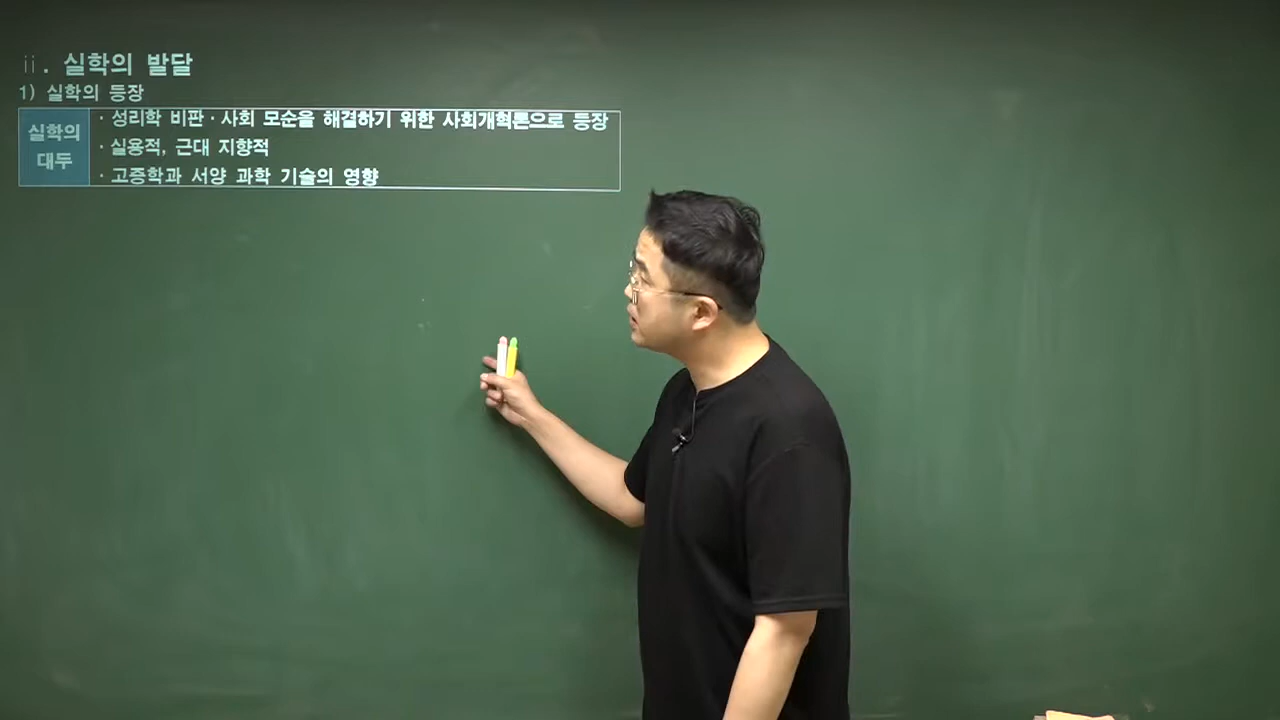 ii. 실학의 발달
1) 실학의 등장
실학의 대두
· 성리학 비판 · 사회 모순을 해결하기 위한 사회개혁론으로 등장
· 실용적, 근대 지향적
· 고증학과 서양 과학 기술의 영향